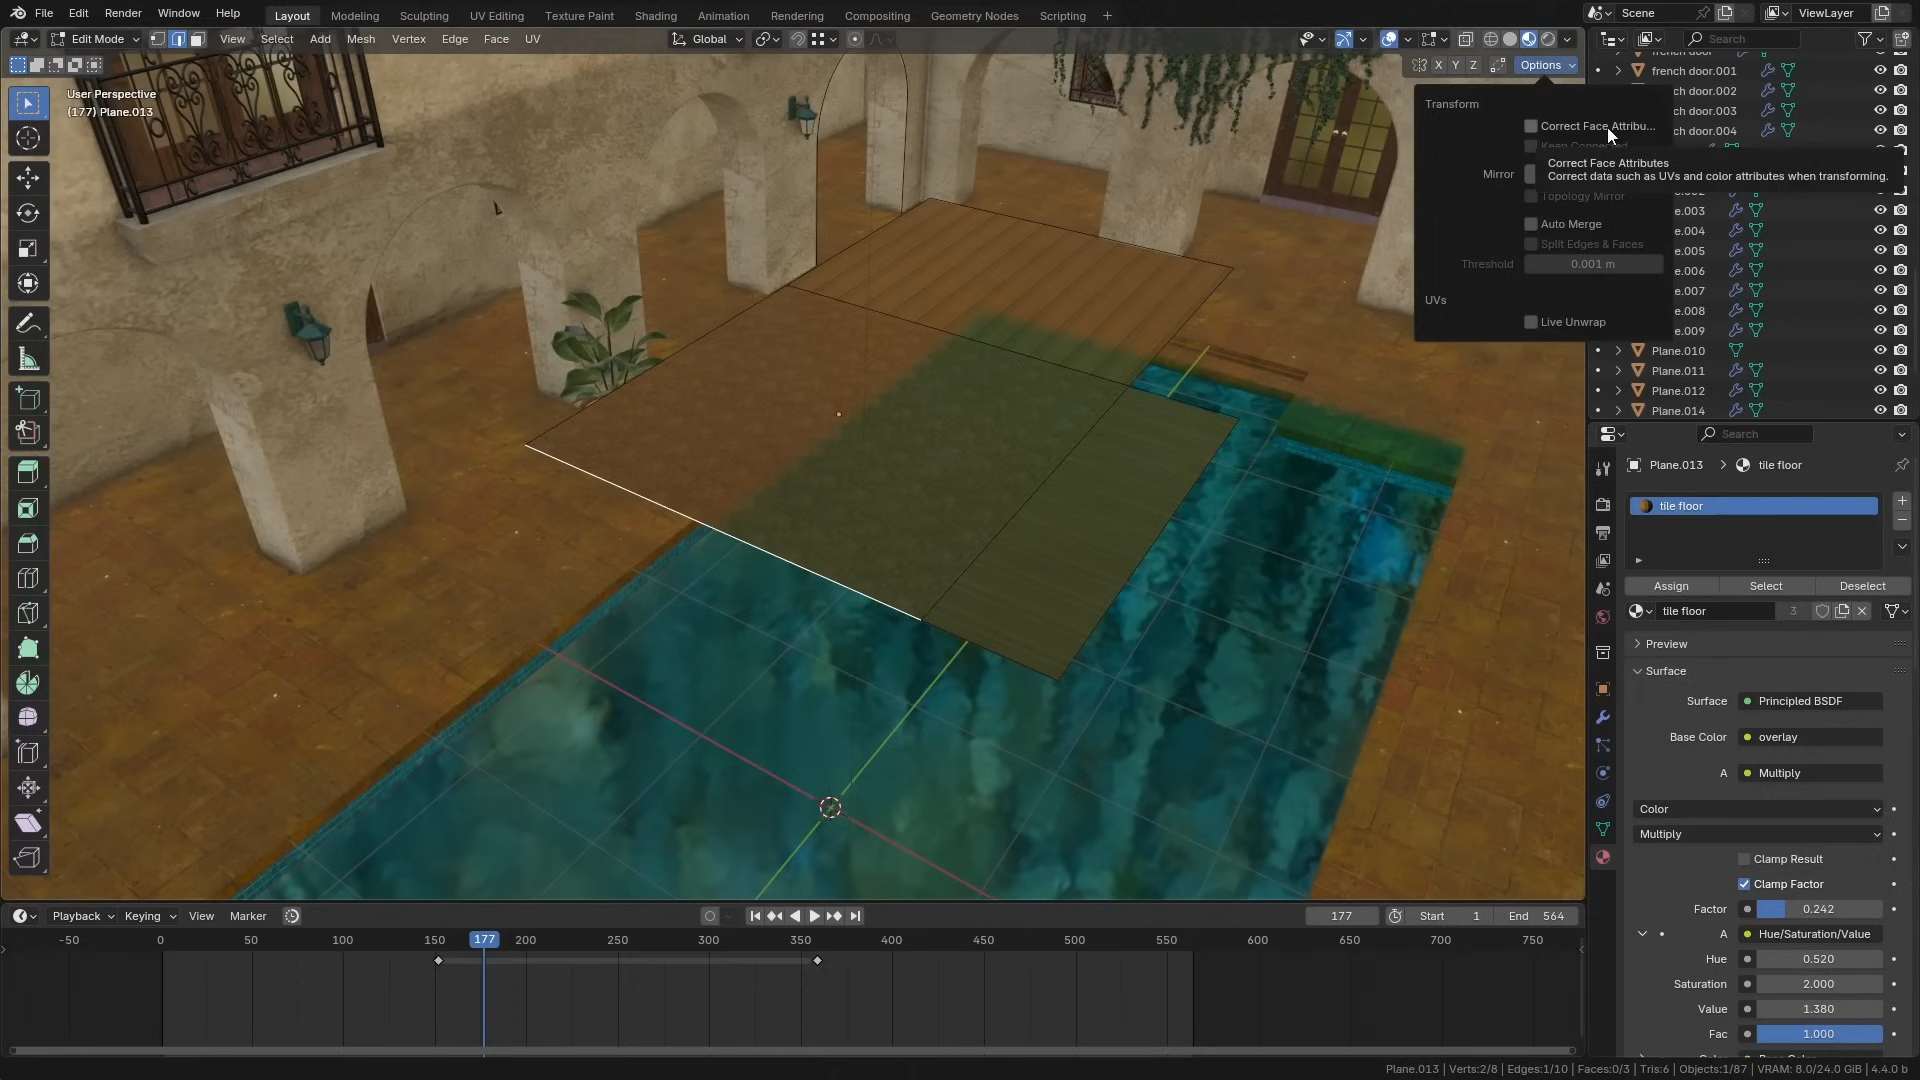 File Edit Render Window Help Layout Modeling Sculpting UV Editing Texture Paint Shading Animation Rendering Compositing Geometry Nodes Scripting + Scene ViewLayer
Edit Mode View Select Add Mesh Vertex Edge Face UV Global Search
X Y Z Options
User Perspective
(177) Plane.013
Transform
Correct Face Attribu...
Correct Face Attributes
Correct data such as UVs and color attributes when transforming.
Mirror
Topology Mirror
Auto Merge
Split Edges & Faces
Threshold 0.001 m
UVs
Live Unwrap
french door.001
ch door.002
ch door.003
ch door.004
e.003
e.004
e.005
e.006
e.007
e.008
e.009
Plane.010
Plane.011
Plane.012
Plane.014
Search
Plane.013 > tile floor
tile floor
Assign Select Deselect
tile floor 3
Preview
Surface
Surface Principled BSDF
Base Color overlay
A Multiply
Color
Multiply
Clamp Result
Clamp Factor
Factor 0.242
A Hue/Saturation/Value
Hue 0.520
Saturation 2.000
Value 1.380
Fac 1.000
Playback Keying View Marker 177 Start 1 End 564
-50 0 50 100 150 177 200 250 300 350 400 450 500 550 600 650 700 750
Plane.013 | Verts:2/8 | Edges:1/10 | Faces:0/3 | Tris:6 | Objects:1/87 | VRAM: 8.0/24.0 GiB | 4.4.0 b